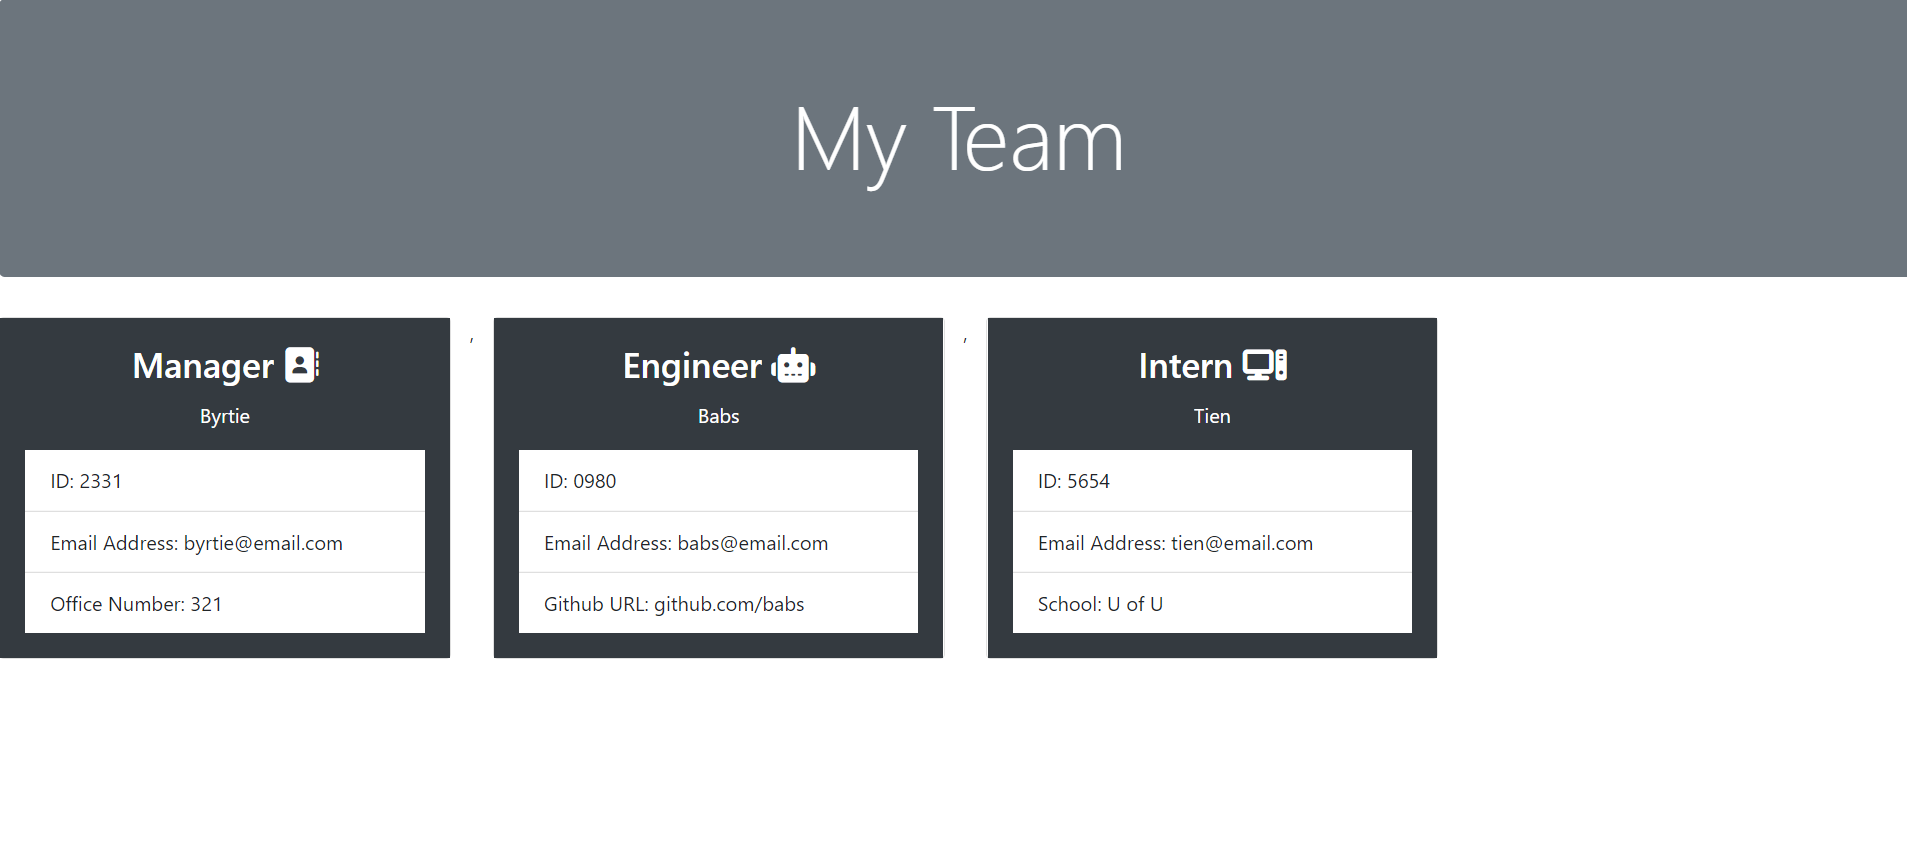 My Team
Manager
Byrtie
ID: 2331
Email Address: byrtie@email.com
Office Number: 321
,
Engineer
Babs
ID: 0980
Email Address: babs@email.com
Github URL: github.com/babs
,
Intern
Tien
ID: 5654
Email Address: tien@email.com
School: U of U